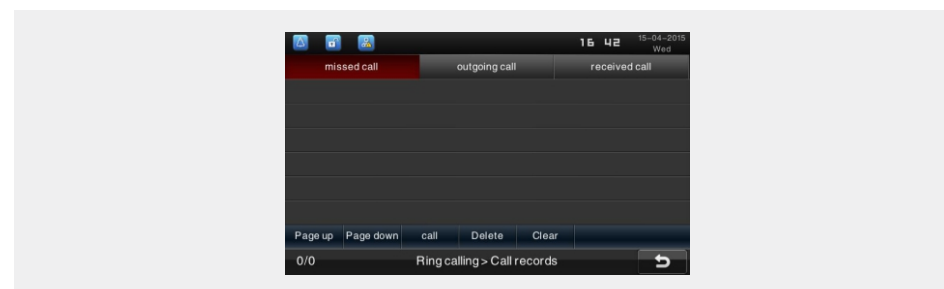 16 42 15-04-2015
Wed
missed call outgoing call received call
Page up Page down call Delete Clear
0/0 Ring calling > Call records